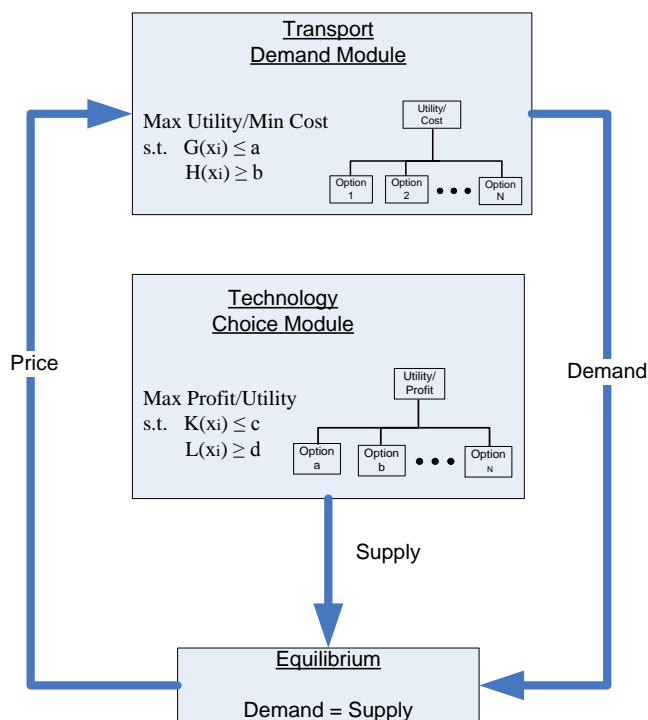 Transport
Demand Module
Max Utility/Min Cost
s.t. G(xi) ≤ a
H(xi) ≥ b
Utility/
Cost
Option
1
Option
2
Option
N
Technology
Choice Module
Max Profit/Utility
s.t. K(xi) ≤ c
L(xi) ≥ d
Utility/
Profit
Option
a
Option
b
Option
N
Price
Demand
Supply
Equilibrium
Demand = Supply